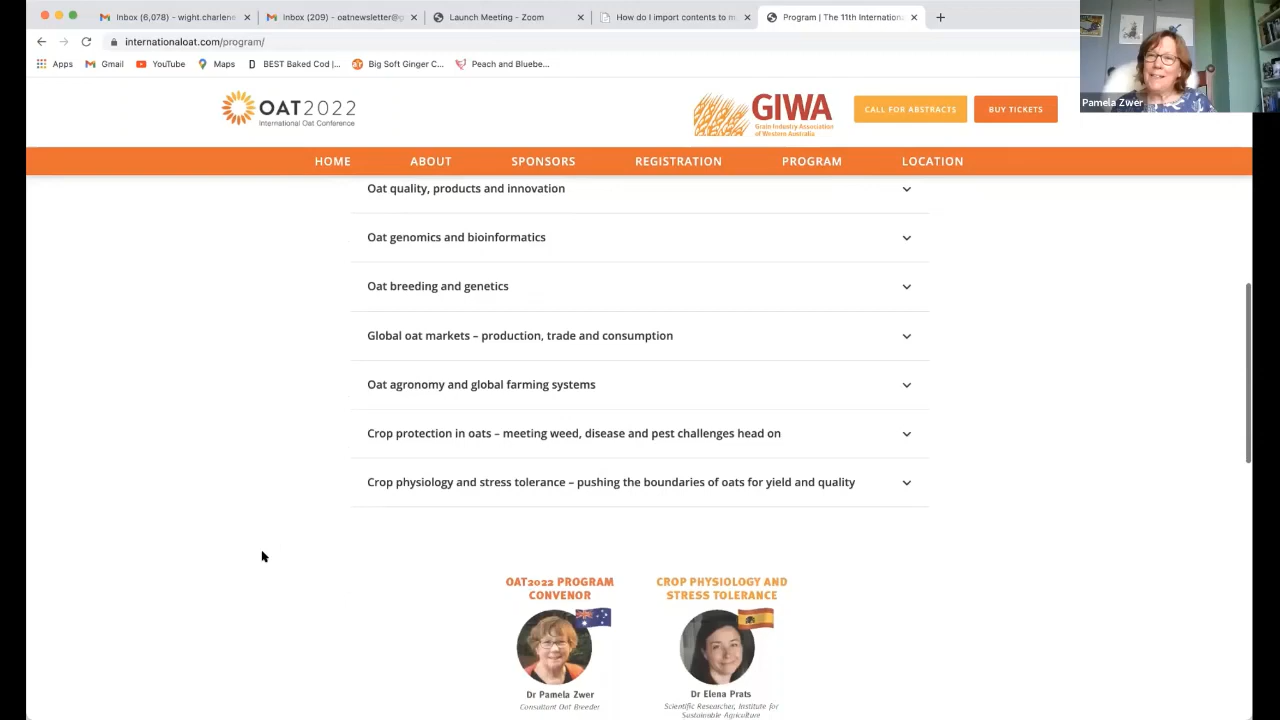 Inbox (6,078) - wight.charlene
Inbox (209) - oatnewsletter@g
Launch Meeting - Zoom
How do I import contents to m
Program | The 11th Internationa
internationaloat.com/program/
Apps
Gmail
YouTube
Maps
BEST Baked Cod |...
Big Soft Ginger C...
Peach and Bluebe...
Pamela Zwer
OAT2022
International Oat Conference
GIWA
Grain Industry Association
of Western Australia
CALL FOR ABSTRACTS
BUY TICKETS
HOME
ABOUT
SPONSORS
REGISTRATION
PROGRAM
LOCATION
Oat quality, products and innovation
Oat genomics and bioinformatics
Oat breeding and genetics
Global oat markets – production, trade and consumption
Oat agronomy and global farming systems
Crop protection in oats – meeting weed, disease and pest challenges head on
Crop physiology and stress tolerance – pushing the boundaries of oats for yield and quality
OAT2022 PROGRAM
CONVENOR
Dr Pamela Zwer
Consultant Oat Breeder
CROP PHYSIOLOGY AND
STRESS TOLERANCE
Dr Elena Prats
Scientific Researcher, Institute for
Sustainable Agriculture